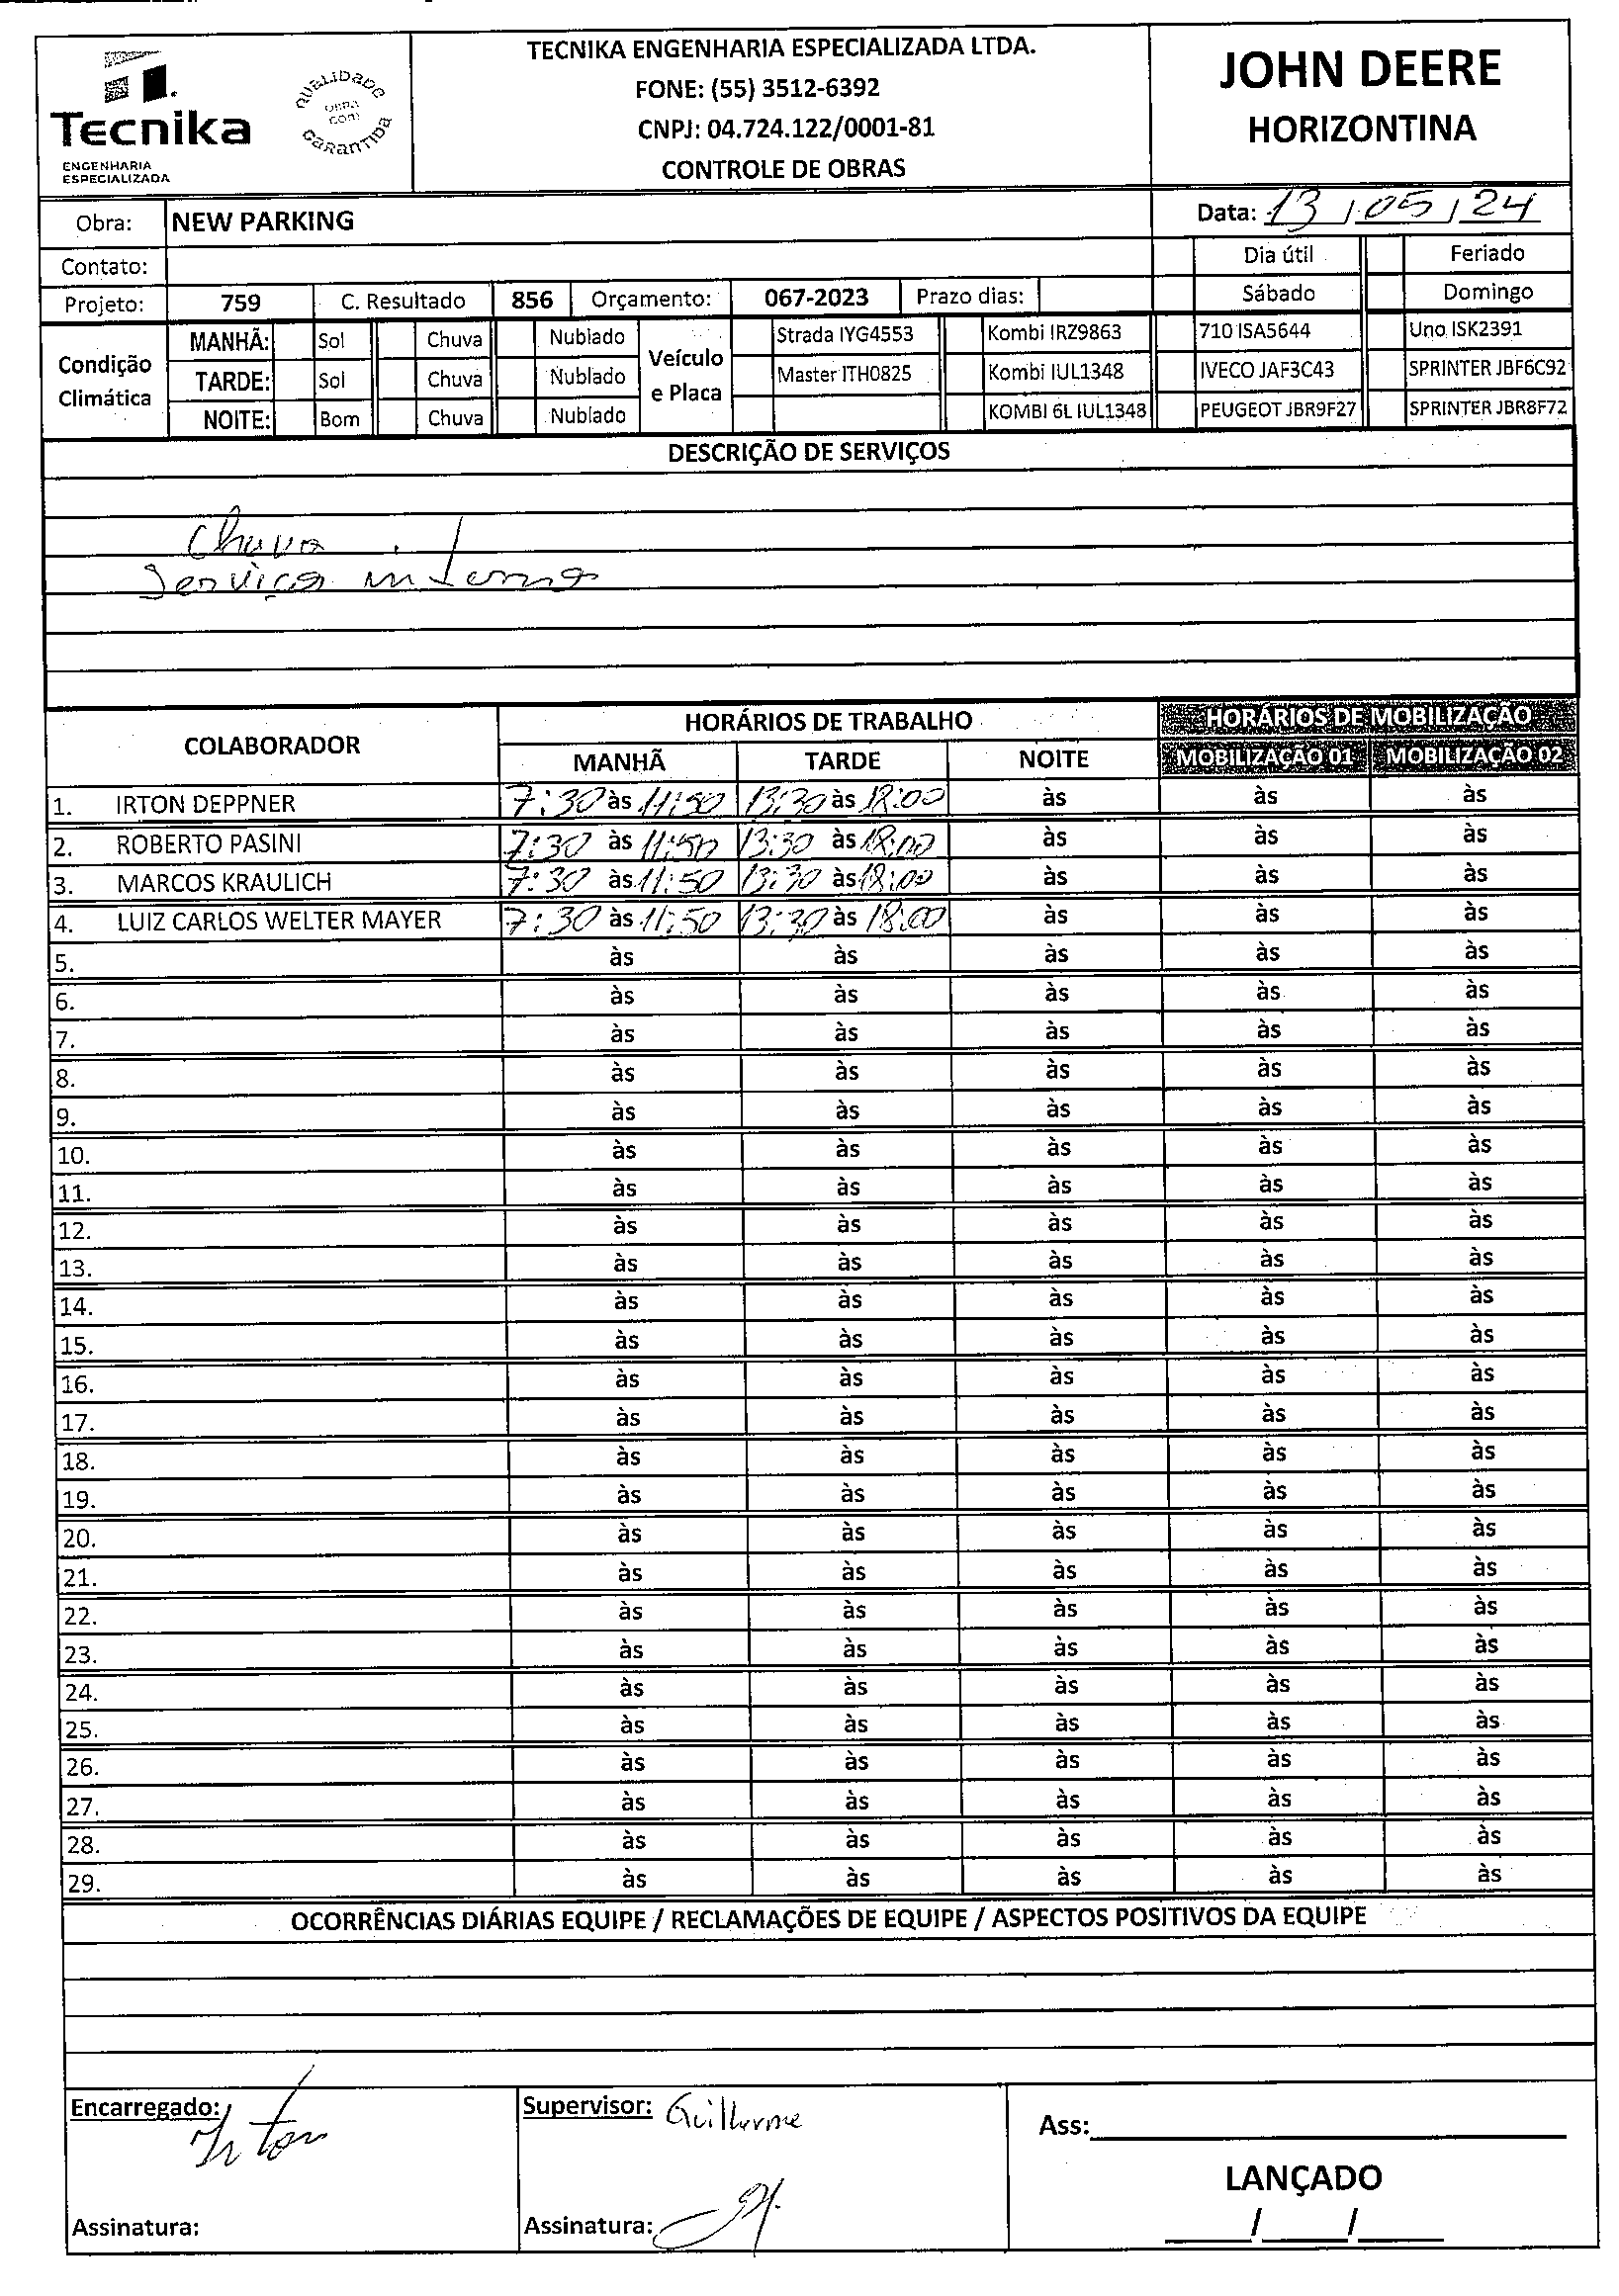 Tecnika
ENGENHARIA
ESPECIALIZADA
QUALIDADE
OBRA
com
GARANTIDA
TECNIKA ENGENHARIA ESPECIALIZADA LTDA.
FONE: (55) 3512-6392
CNPJ: 04.724.122/0001-81
CONTROLE DE OBRAS
JOHN DEERE
HORIZONTINA
Obra: NEW PARKING
Data: 13/05/24
Contato:
Dia útil Feriado
Projeto: 759 C. Resultado 856 Orçamento: 067-2023 Prazo dias: Sábado Domingo
Condição Climática
MANHÃ: Sol Chuva Nublado
TARDE: Sol Chuva Nublado
NOITE: Bom Chuva Nublado
Veículo e Placa
Strada IYG4553 Kombi IRZ9863 710 ISA5644 Uno ISK2391
Master ITH0825 Kombi IUL1348 IVECO JAF3C43 SPRINTER JBF6C92
KOMBI 6L IUL1348 PEUGEOT JBR9F27 SPRINTER JBR8F72
DESCRIÇÃO DE SERVIÇOS
Chuva
Serviço interno
COLABORADOR HORÁRIOS DE TRABALHO HORÁRIOS DE MOBILIZAÇÃO
MANHÃ TARDE NOITE MOBILIZAÇÃO 01 MOBILIZAÇÃO 02
1. IRTON DEPPNER 7:30 às 11:50 13:30 às 18:00 às às às
2. ROBERTO PASINI 7:30 às 11:50 13:30 às 18:00 às às às
3. MARCOS KRAULICH 7:30 às 11:50 13:30 às 18:00 às às às
4. LUIZ CARLOS WELTER MAYER 7:30 às 11:50 13:30 às 18:00 às às às
5. às às às às às
6. às às às às às
7. às às às às às
8. às às às às às
9. às às às às às
10. às às às às às
11. às às às às às
12. às às às às às
13. às às às às às
14. às às às às às
15. às às às às às
16. às às às às às
17. às às às às às
18. às às às às às
19. às às às às às
20. às às às às às
21. às às às às às
22. às às às às às
23. às às às às às
24. às às às às às
25. às às às às às
26. às às às às às
27. às às às às às
28. às às às às às
29. às às às às às
OCORRÊNCIAS DIÁRIAS EQUIPE / RECLAMAÇÕES DE EQUIPE / ASPECTOS POSITIVOS DA EQUIPE
Encarregado: Irton
Supervisor: Guilherme
Ass:
LANÇADO
Assinatura:
Assinatura:
/ /